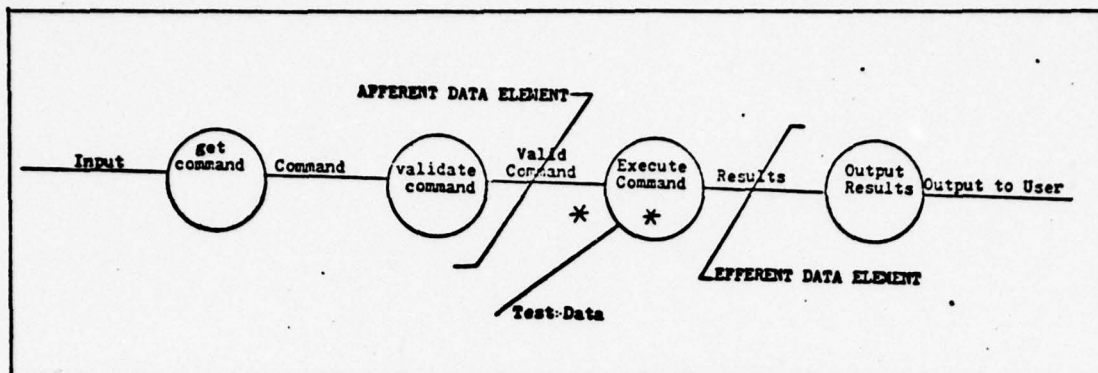 AFFERENT DATA ELEMENT
Input
get
command
Command
validate
command
Valid
Command
Execute
Command
Results
Output
Results
Output to User
*
*
EFFERENT DATA ELEMENT
Test Data